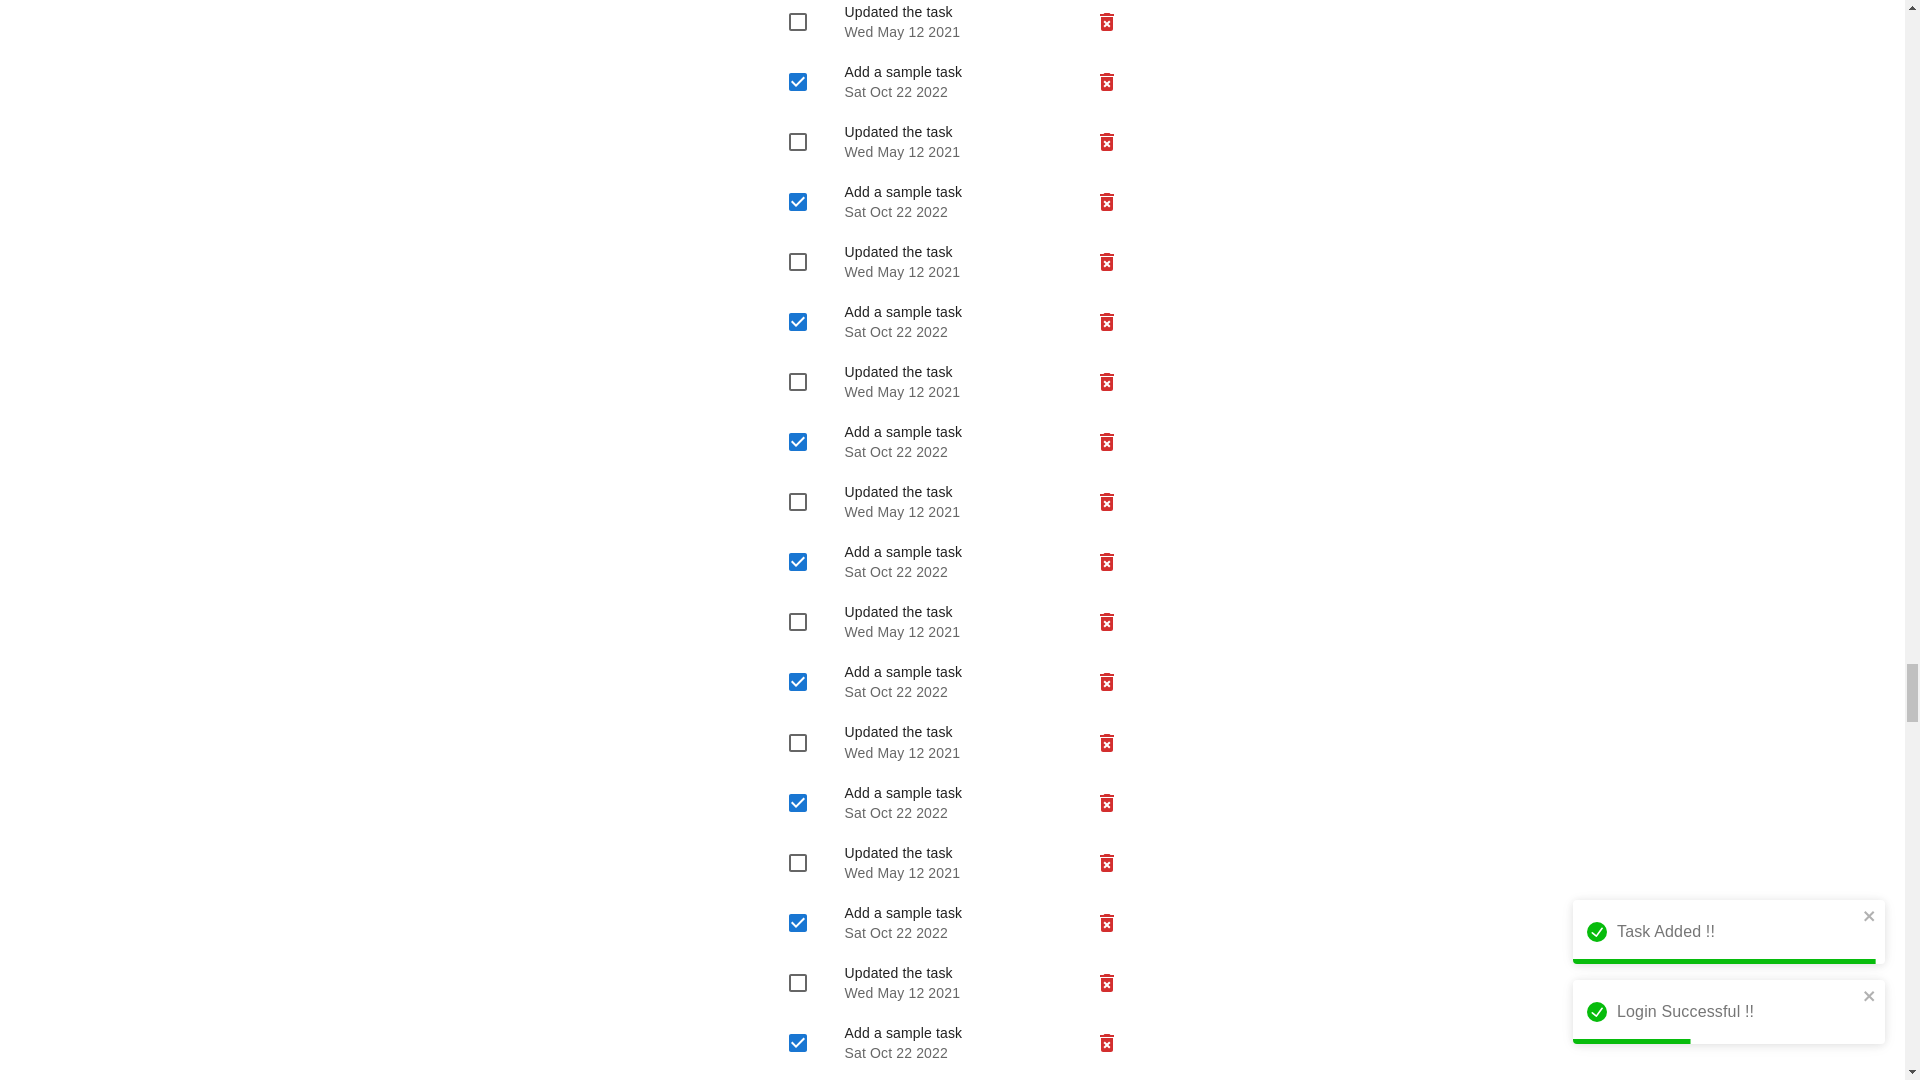 Updated the task
Wed May 12 2021
Add a sample task
Sat Oct 22 2022
Updated the task
Wed May 12 2021
Add a sample task
Sat Oct 22 2022
Updated the task
Wed May 12 2021
Add a sample task
Sat Oct 22 2022
Updated the task
Wed May 12 2021
Add a sample task
Sat Oct 22 2022
Updated the task
Wed May 12 2021
Add a sample task
Sat Oct 22 2022
Updated the task
Wed May 12 2021
Add a sample task
Sat Oct 22 2022
Updated the task
Wed May 12 2021
Add a sample task
Sat Oct 22 2022
Updated the task
Wed May 12 2021
Add a sample task
Sat Oct 22 2022
Updated the task
Wed May 12 2021
Add a sample task
Sat Oct 22 2022
Task Added !!
Login Successful !!